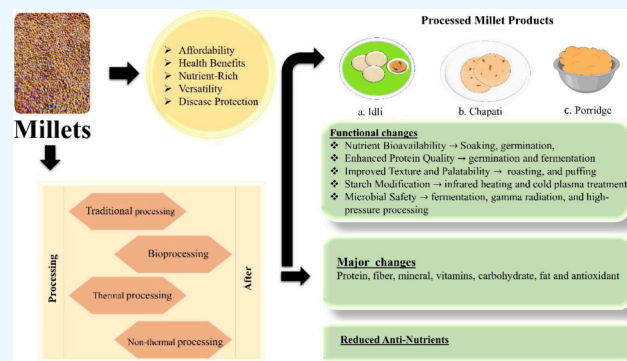 Millets
➢ Affordability
➢ Health Benefits
➢ Nutrient-Rich
➢ Versatility
➢ Disease Protection
Processing
Traditional processing
Bioprocessing
Thermal processing
Non-thermal processing
After
Processed Millet Products
a. Idli
b. Chapati
c. Porridge
Functional changes
❖ Nutrient Bioavailability → Soaking, germination,
❖ Enhanced Protein Quality → germination and fermentation
❖ Improved Texture and Palatability → roasting, and puffing
❖ Starch Modification → infrared heating and cold plasma treatment
❖ Microbial Safety → fermentation, gamma radiation, and high-
pressure processing
Major changes
Protein, fiber, mineral, vitamins, carbohydrate, fat and antioxidant
Reduced Anti-Nutrients